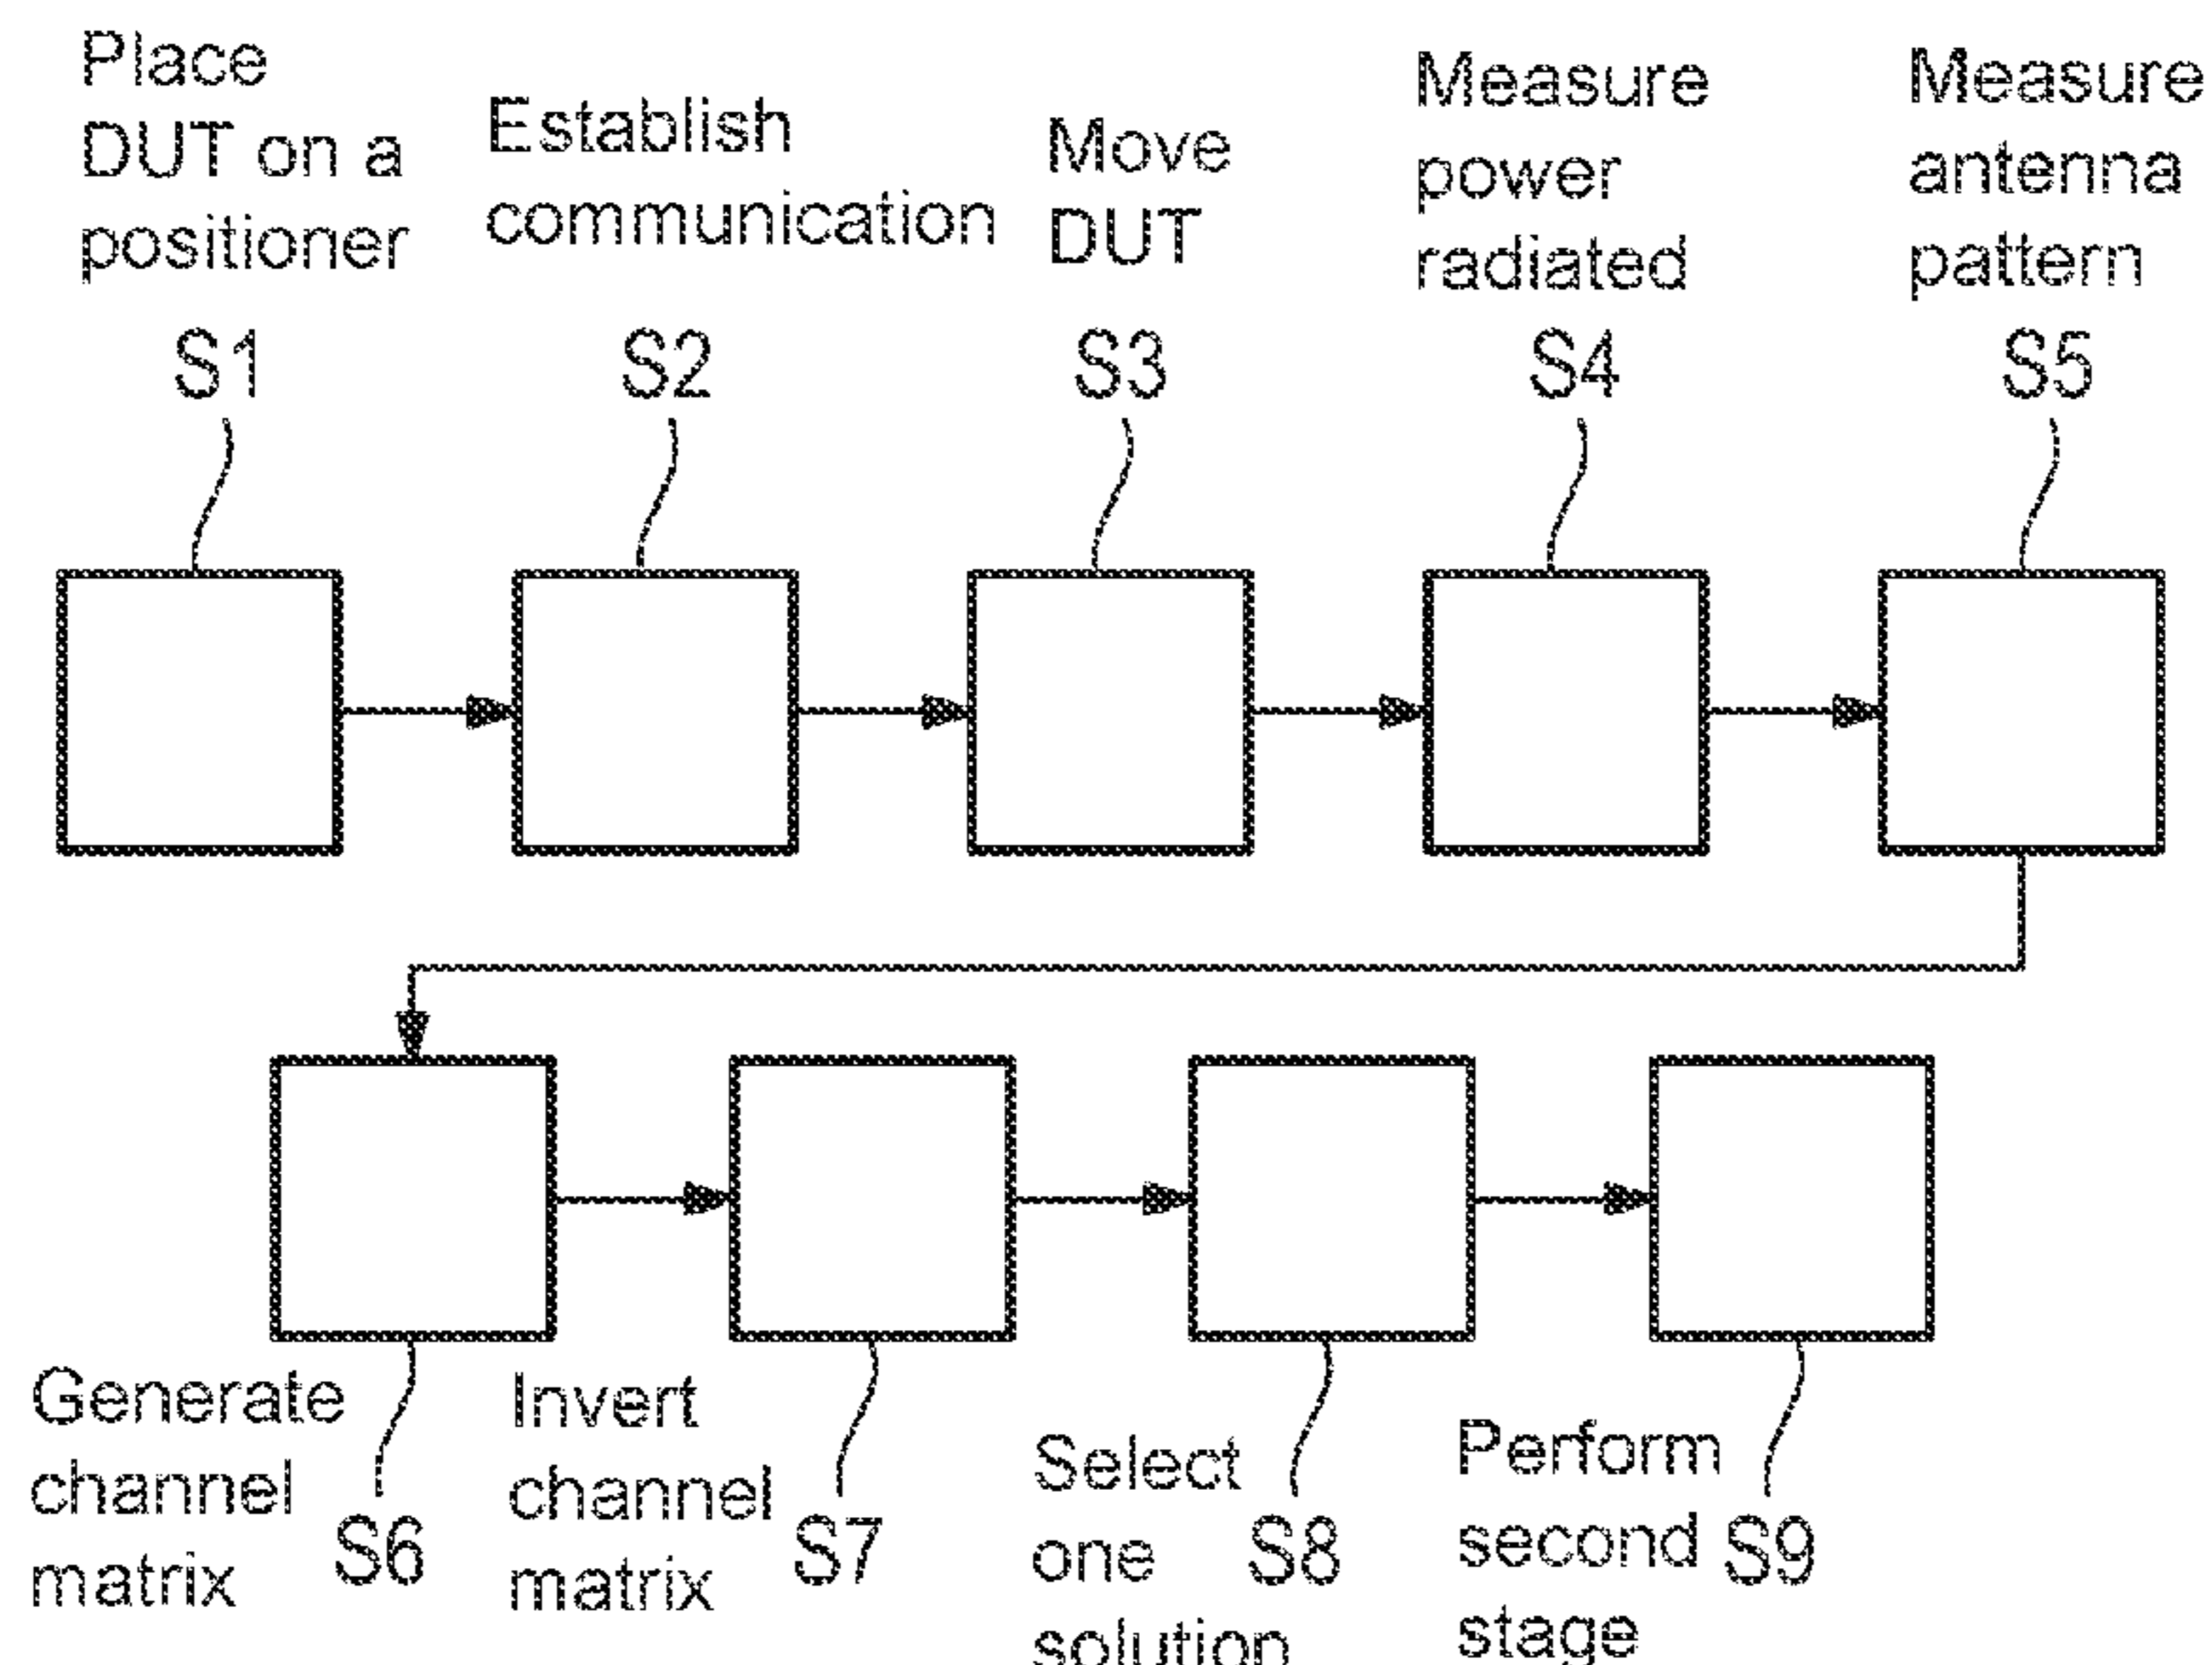 Place
DUT on a
positioner
S1
Establish
communication
S2
Move
DUT
S3
Measure
power
radiated
S4
Measure
antenna
pattern
S5
Generate
channel
matrix
S6
Invert
channel
matrix
S7
Select
one
solution
S8
Perform
second
stage
S9